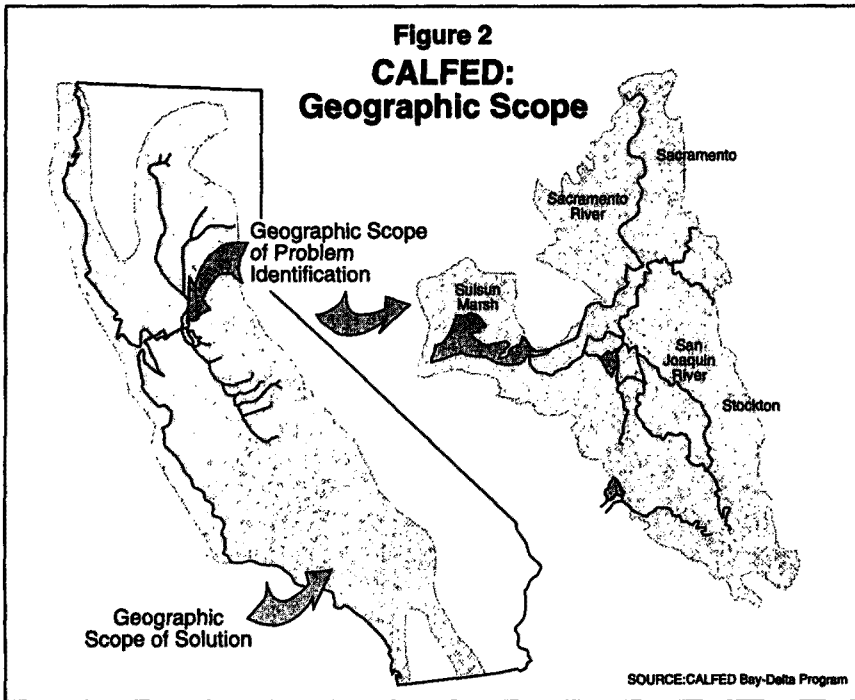 Figure 2
CALFED:
Geographic Scope
Sacramento
Sacramento
River
Geographic Scope
of Problem
Identification
Suisun
Marsh
San
Joaquin
River
Stockton
Geographic
Scope of Solution
SOURCE:CALFED Bay-Delta Program